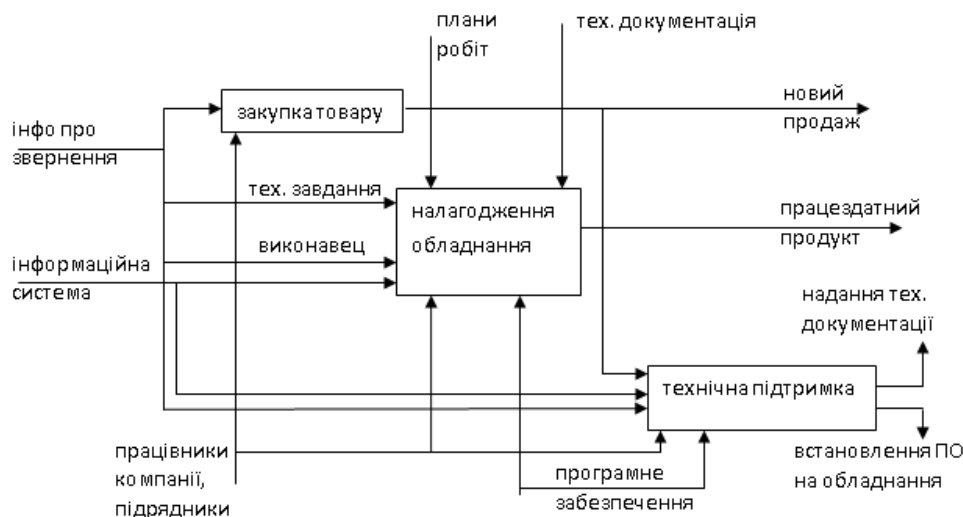 плани
робіт
тех. документація
закупка товару
новий
продаж
інфо про
звернення
тех. завдання
налагодження
обладнання
працездатний
продукт
виконавец
інформаційна
система
надання тех.
документації
технічна підтримка
працівники
компанії,
підрядники
програмне
забезпечення
встановлення ПО
на обладнання